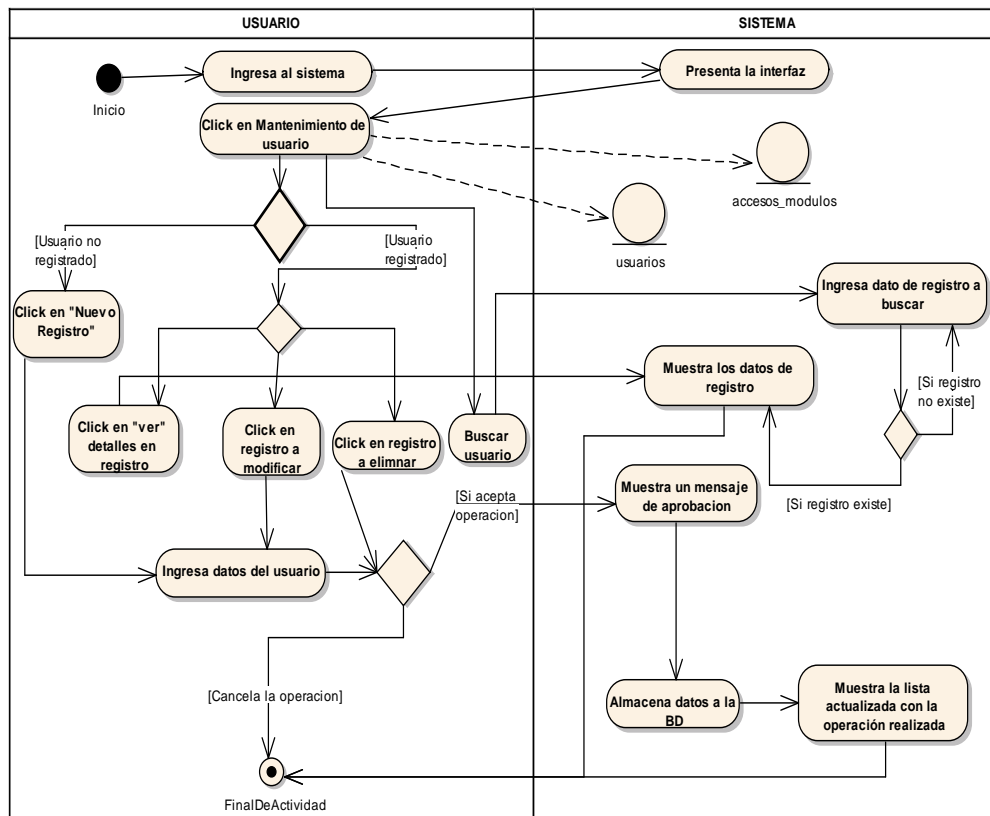 USUARIO
SISTEMA
Inicio
Ingresa al sistema
Presenta la interfaz
Click en Mantenimiento de
usuario
accesos_modulos
usuarios
[Usuario no
registrado]
[Usuario
registrado]
Click en "Nuevo
Registro"
Ingresa dato de registro a
buscar
Muestra los datos de
registro
[Si registro
no existe]
Click en "ver"
detalles en
registro
Click en
registro a
modificar
Click en registro
a elimnar
Buscar
usuario
[Si registro existe]
[Si acepta
operacion]
Muestra un mensaje
de aprobacion
Ingresa datos del usuario
[Cancela la operacion]
Almacena datos a la
BD
Muestra la lista
actualizada con la
operación realizada
FinalDeActividad